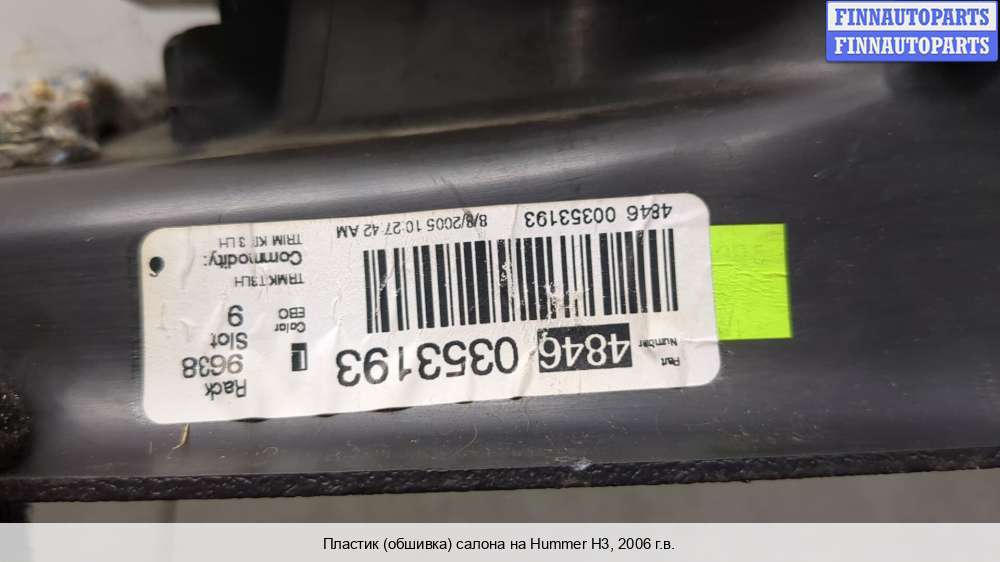 FINNAUTOPARTS
FINNAUTOPARTS
Part Number
4846 0353193
4846 00353193
8/8/2005 10:27:42 AM
Rack
9638
Slot
9
Color
EBO
L
TRMKT3LH
Commodity:
TRIM KIT 3 LH
Пластик (обшивка) салона на Hummer H3, 2006 г.в.